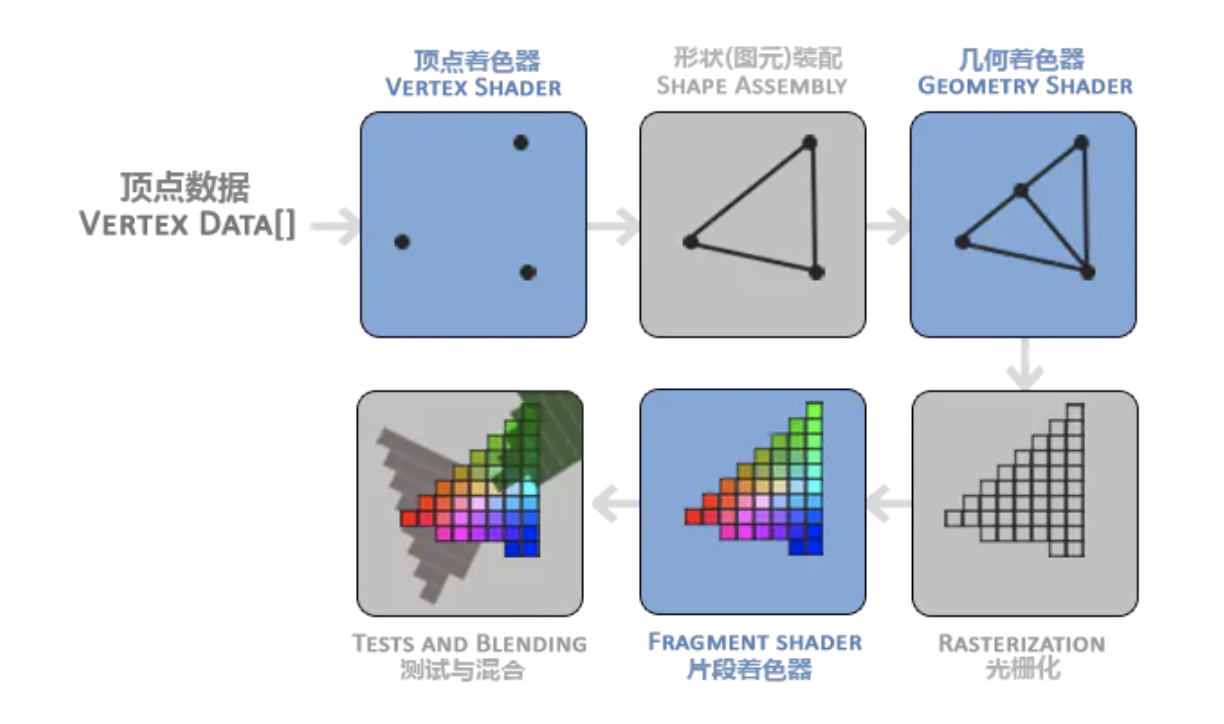 顶点着色器
VERTEX SHADER
形状(图元)装配
SHAPE ASSEMBLY
几何着色器
GEOMETRY SHADER
顶点数据
VERTEX DATA[]
TESTS AND BLENDING
测试与混合
FRAGMENT SHADER
片段着色器
RASTERIZATION
光栅化